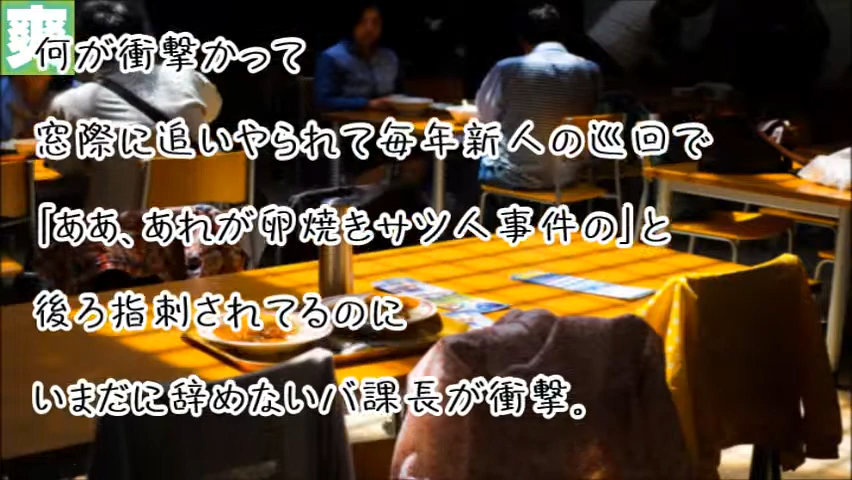 爽
何が衝撃かって
窓際に追いやられて毎年新人の巡回で
「ああ、あれが卵焼きサツ人事件の」と
後ろ指刺されてるのに
いまだに辞めないバ課長が衝撃。